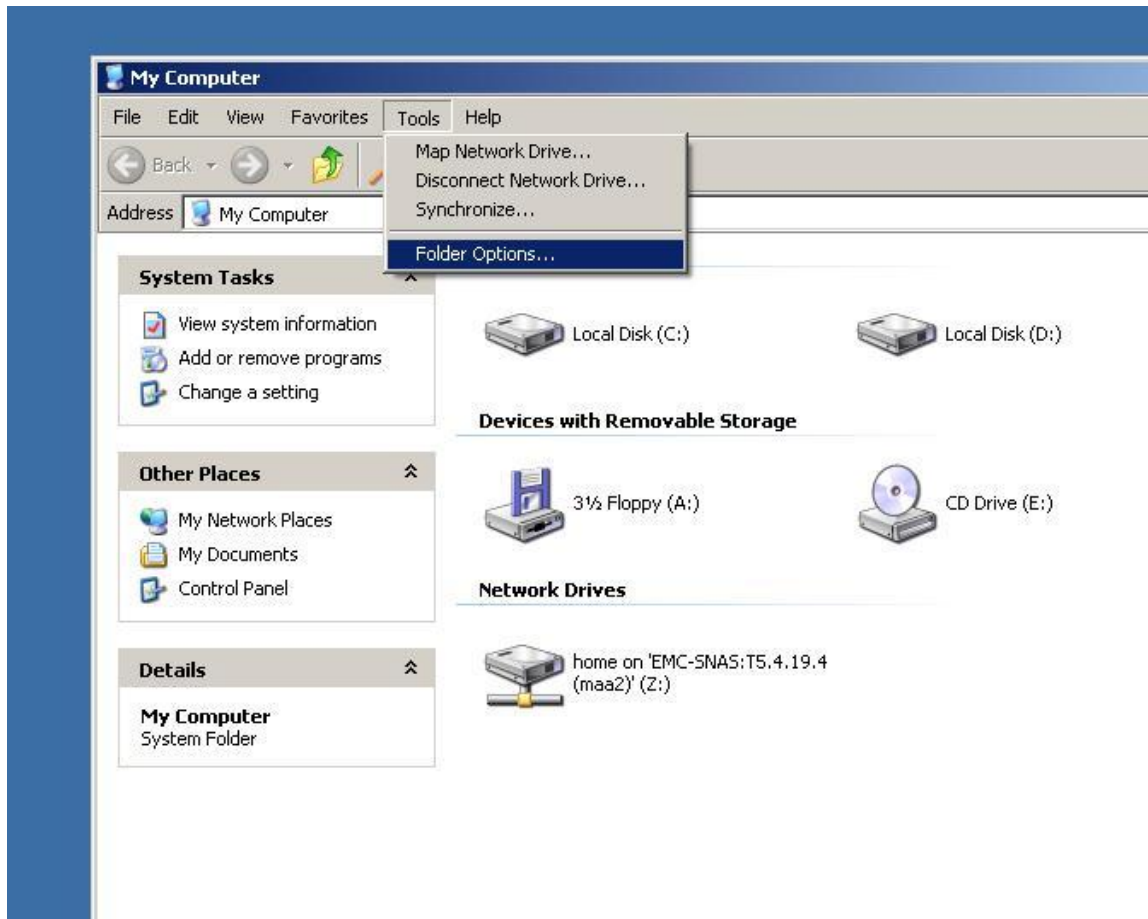 My Computer
File Edit View Favorites Tools Help
Back
Map Network Drive...
Disconnect Network Drive...
Synchronize...
Folder Options...
Address My Computer
System Tasks
View system information
Add or remove programs
Change a setting
Other Places
My Network Places
My Documents
Control Panel
Details
My Computer
System Folder
Local Disk (C:)
Local Disk (D:)
Devices with Removable Storage
3½ Floppy (A:)
CD Drive (E:)
Network Drives
home on 'EMC-SNAS:T5.4.19.4
(maa2)' (Z:)